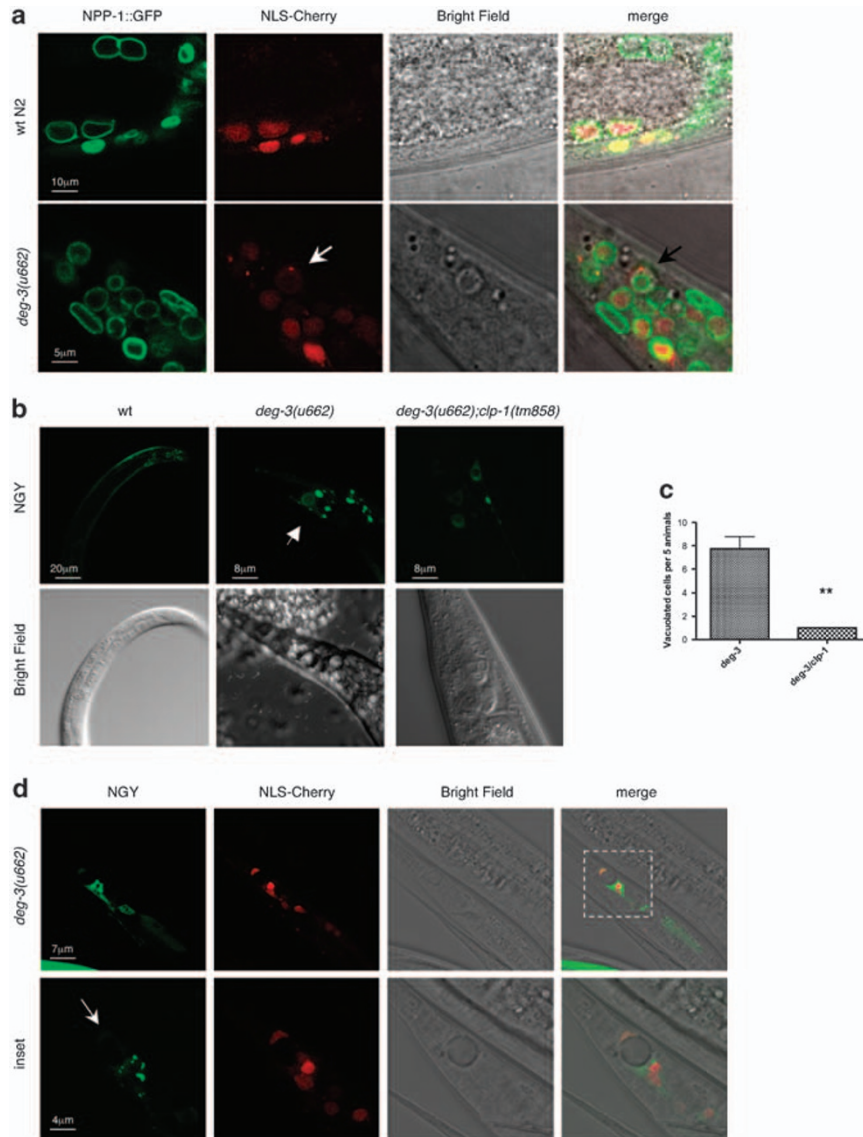 a
NPP-1::GFP
NLS-Cherry
Bright Field
merge
wt N2
10μm
deg-3(u662)
5μm
b
wt
deg-3(u662)
deg-3(u662);clp-1(tm858)
NGY
20μm
8μm
8μm
Bright Field
c
Vacuolated cells per 5 animals
10
8
6
4
2
0
**
deg-3
deg-3/clp-1
d
NGY
NLS-Cherry
Bright Field
merge
deg-3(u662)
7μm
inset
4μm